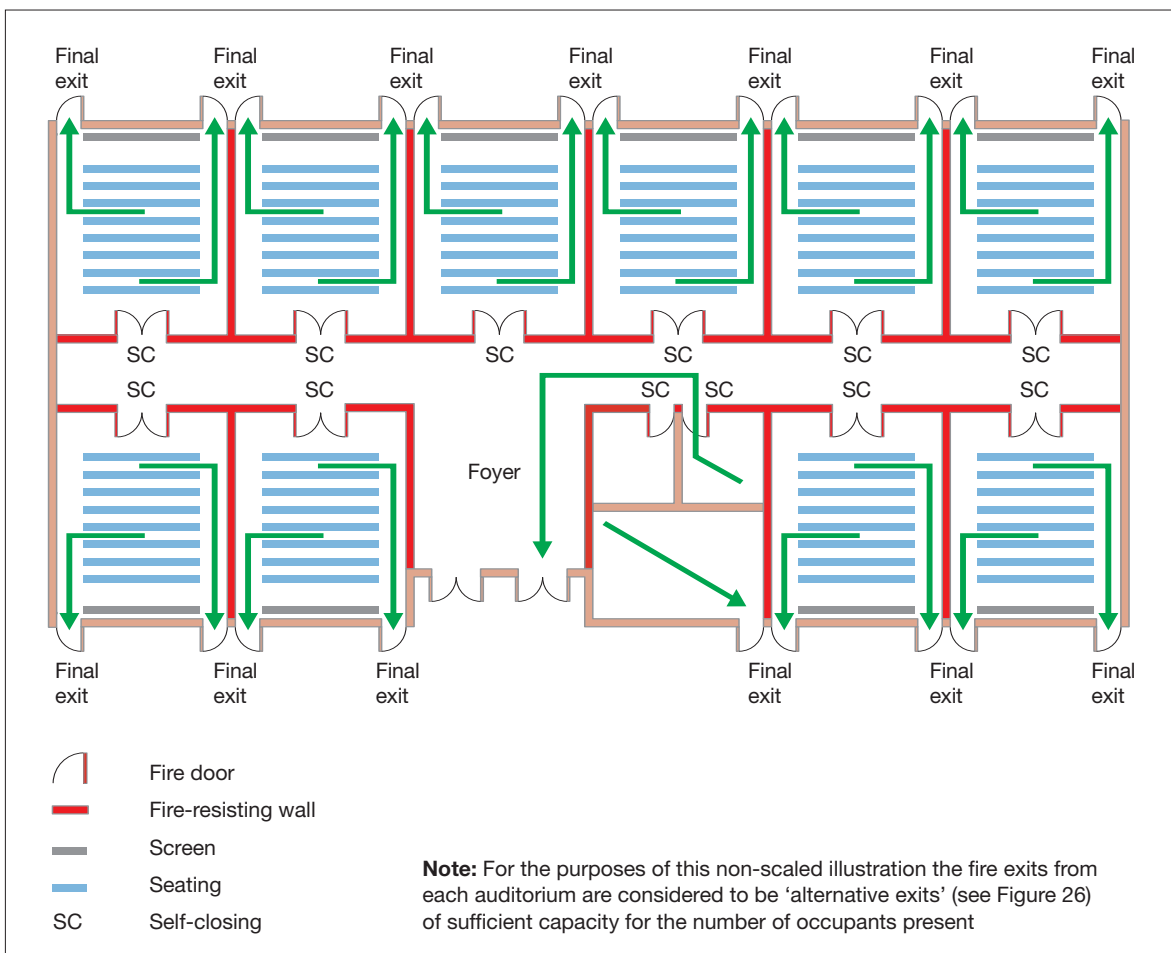 Final exit
Final exit
Final exit
Final exit
Final exit
Final exit
Final exit
SC
SC
SC
SC
SC
SC
SC
SC
SC
SC
SC
SC
Foyer
Final exit
Final exit
Final exit
Final exit
Final exit
Final exit
Fire door
Fire-resisting wall
Screen
Seating
SC Self-closing
Note: For the purposes of this non-scaled illustration the fire exits from
each auditorium are considered to be ‘alternative exits’ (see Figure 26)
of sufficient capacity for the number of occupants present